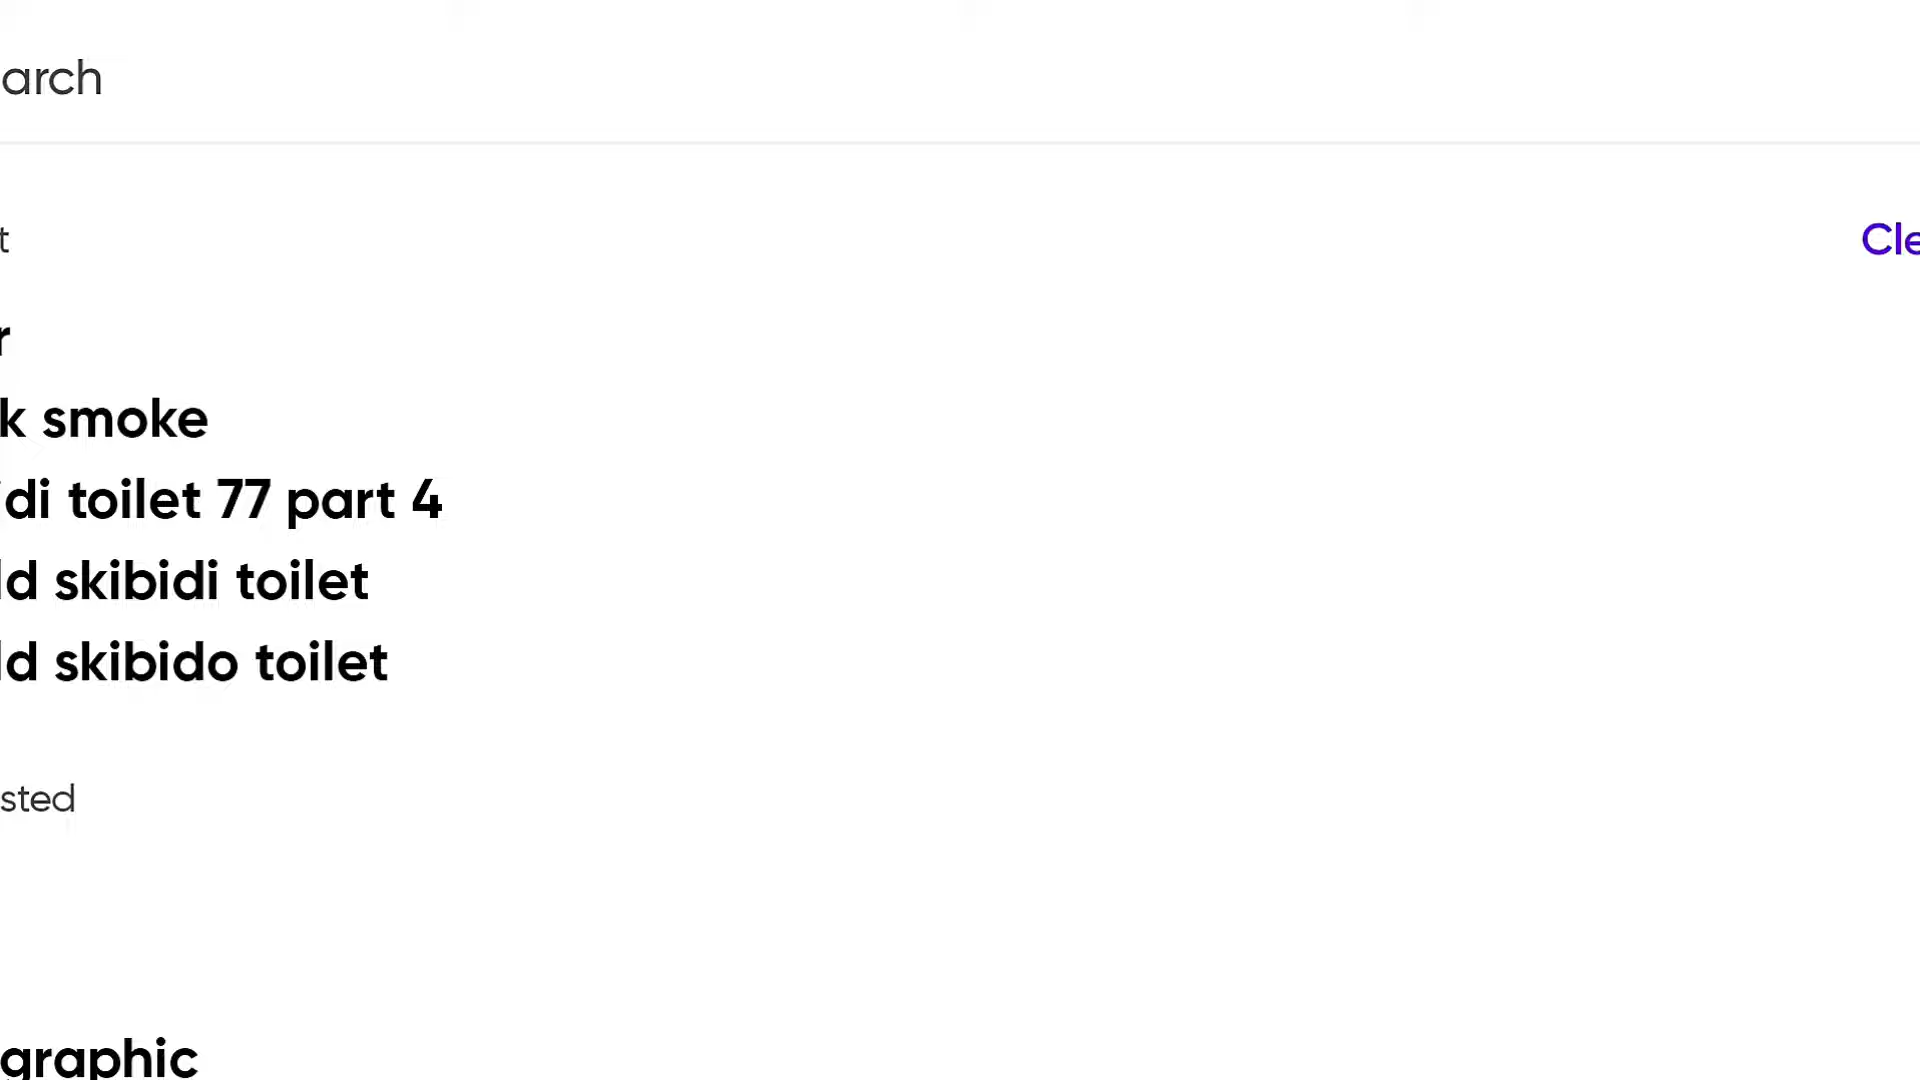 arch
t
Cle
r
k smoke
di toilet 77 part 4
ld skibidi toilet
ld skibido toilet
sted
graphic